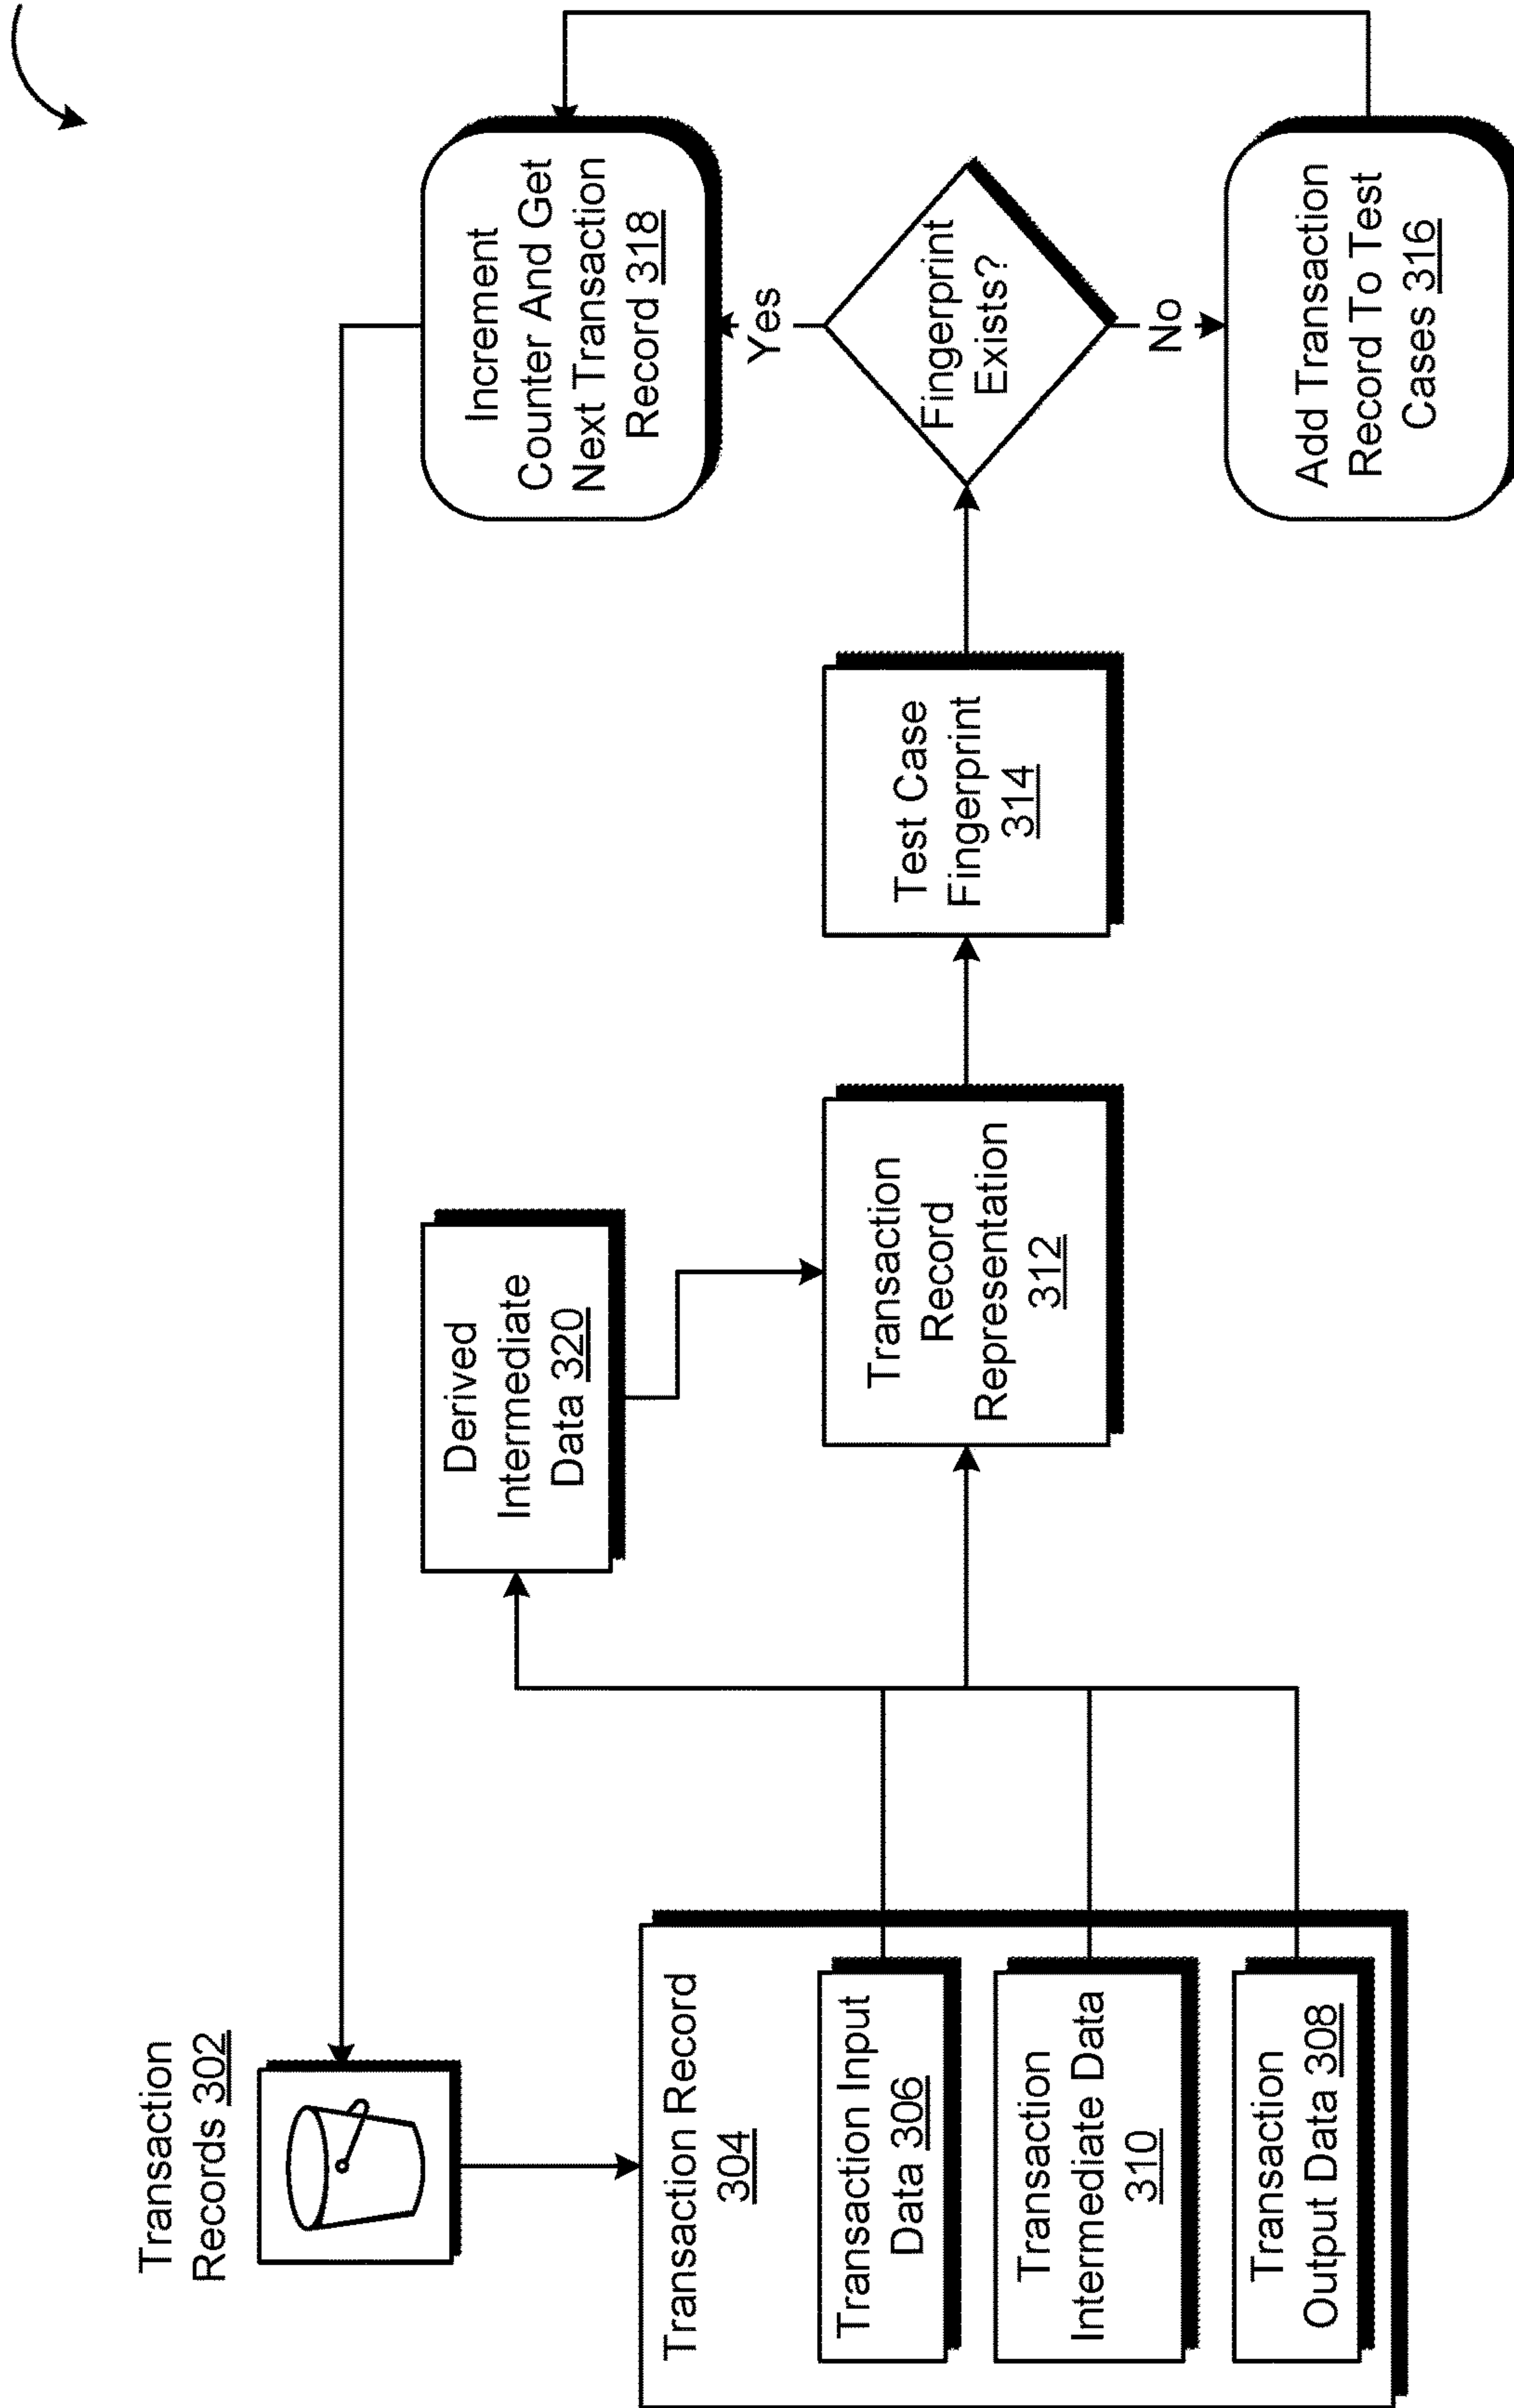 Transaction
Records 302
Transaction Record
304
Transaction Input
Data 306
Transaction
Intermediate Data
310
Transaction
Output Data 308
Derived
Intermediate
Data 320
Transaction
Record
Representation
312
Test Case
Fingerprint
314
Fingerprint
Exists?
Yes
No
Increment
Counter And Get
Next Transaction
Record 318
Add Transaction
Record To Test
Cases 316